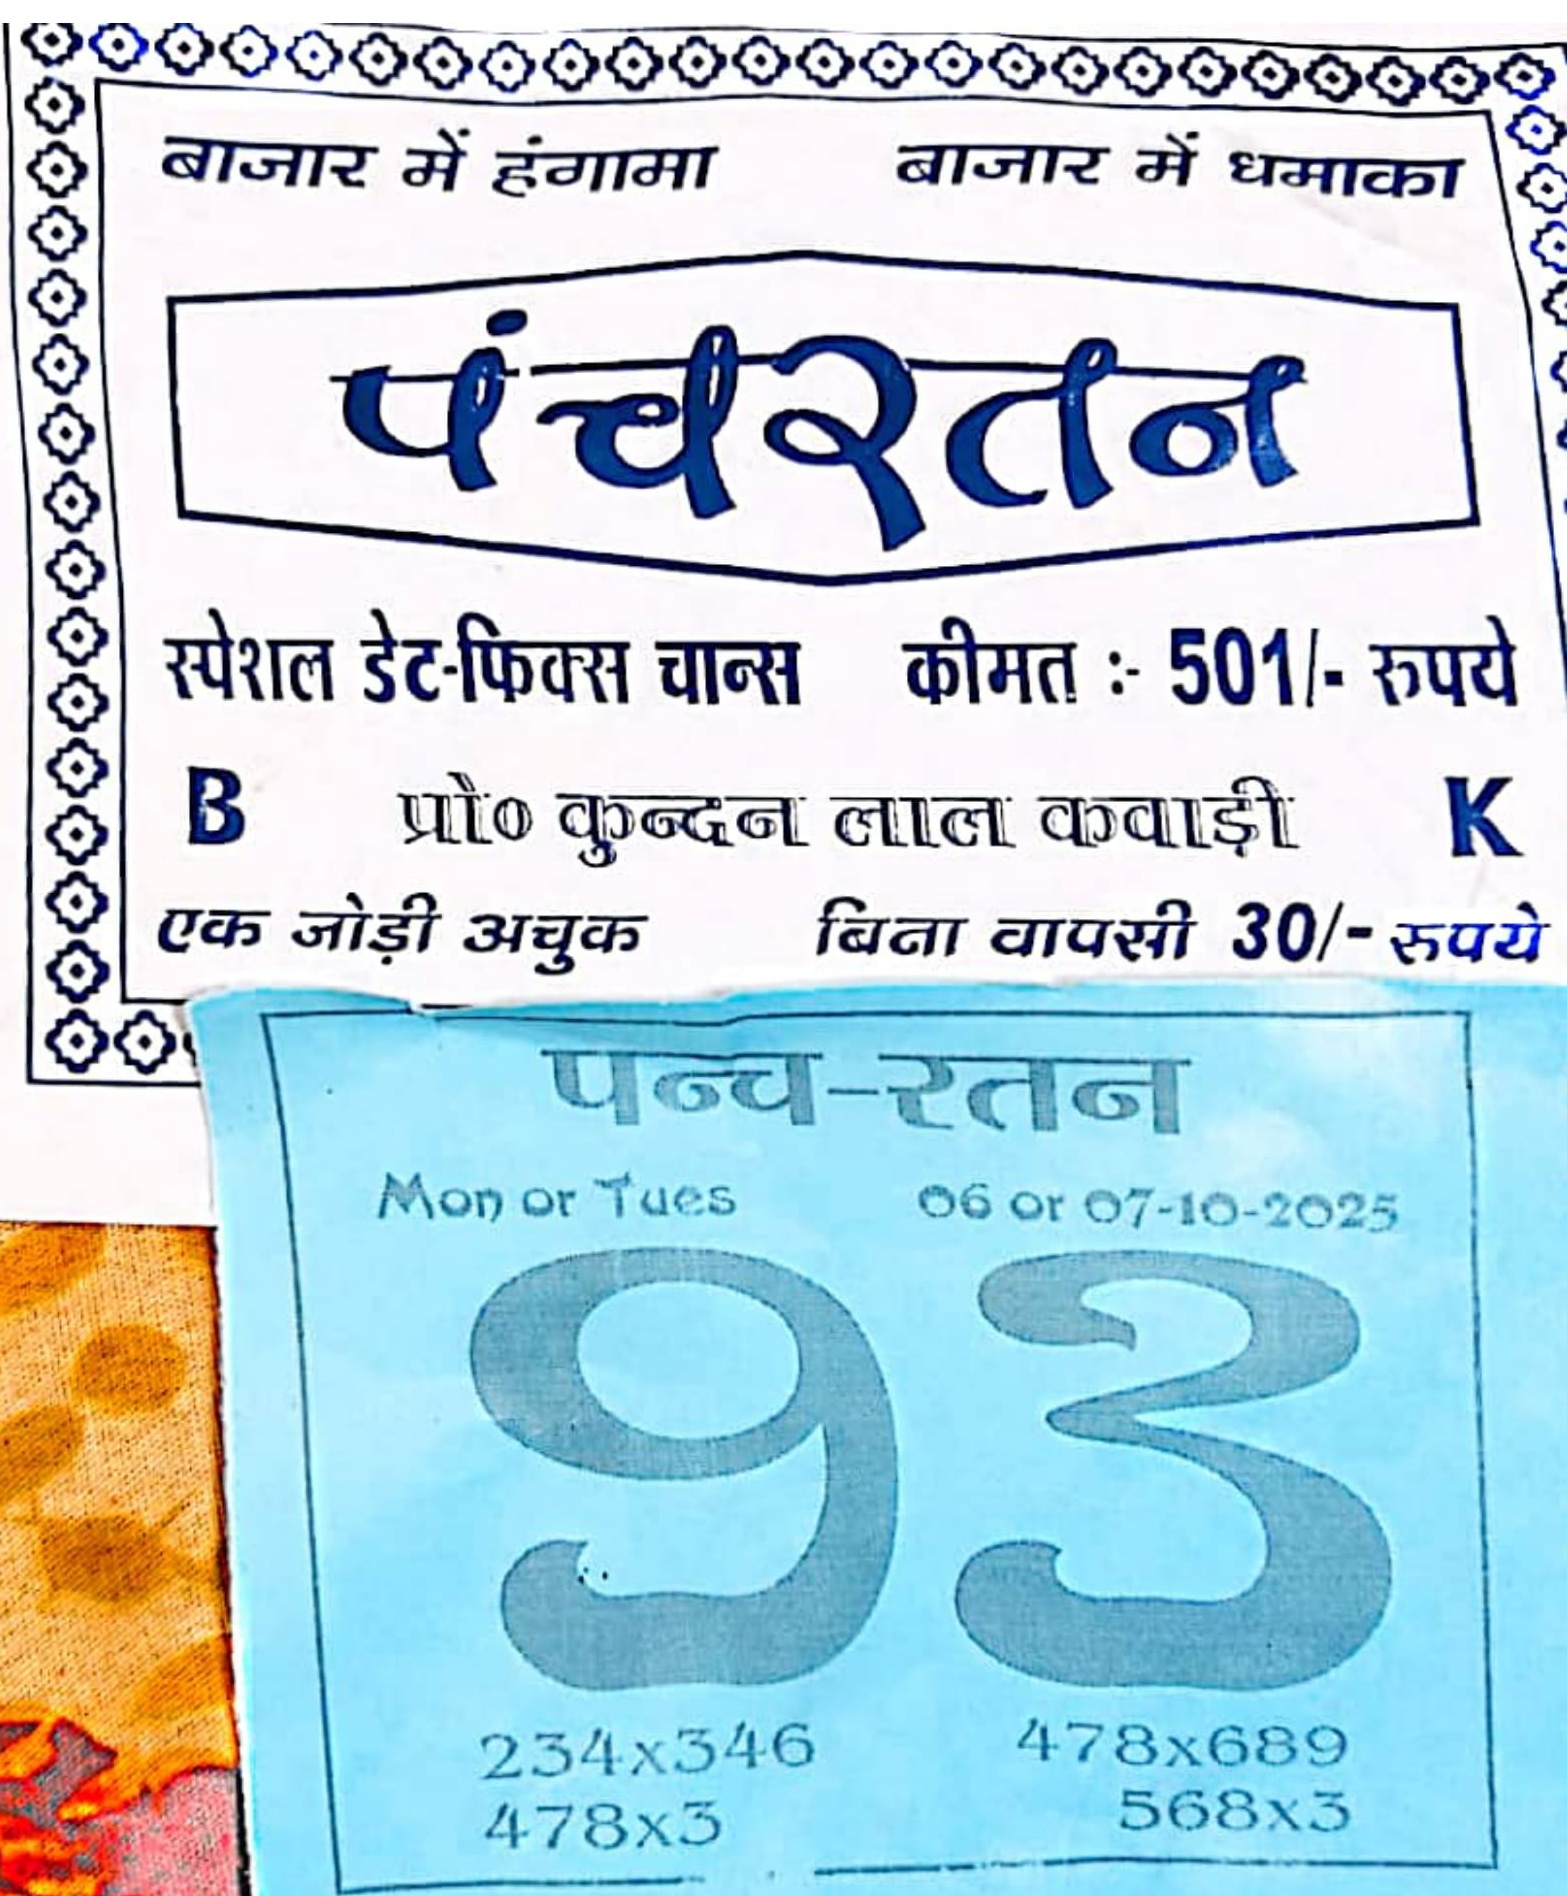 बाजार में हंगामा बाजार में धमाका
पंचरतन
स्पेशल डेट-फिक्स चान्स कीमत :- 501/- रुपये
B प्रो० कुन्दन लाल कवाड़ी K
एक जोड़ी अचुक बिना वापसी 30/- रुपये
पन्च-रतन
Mon or Tues 06 or 07-10-2025
93
234x346 478x689
478x3 568x3